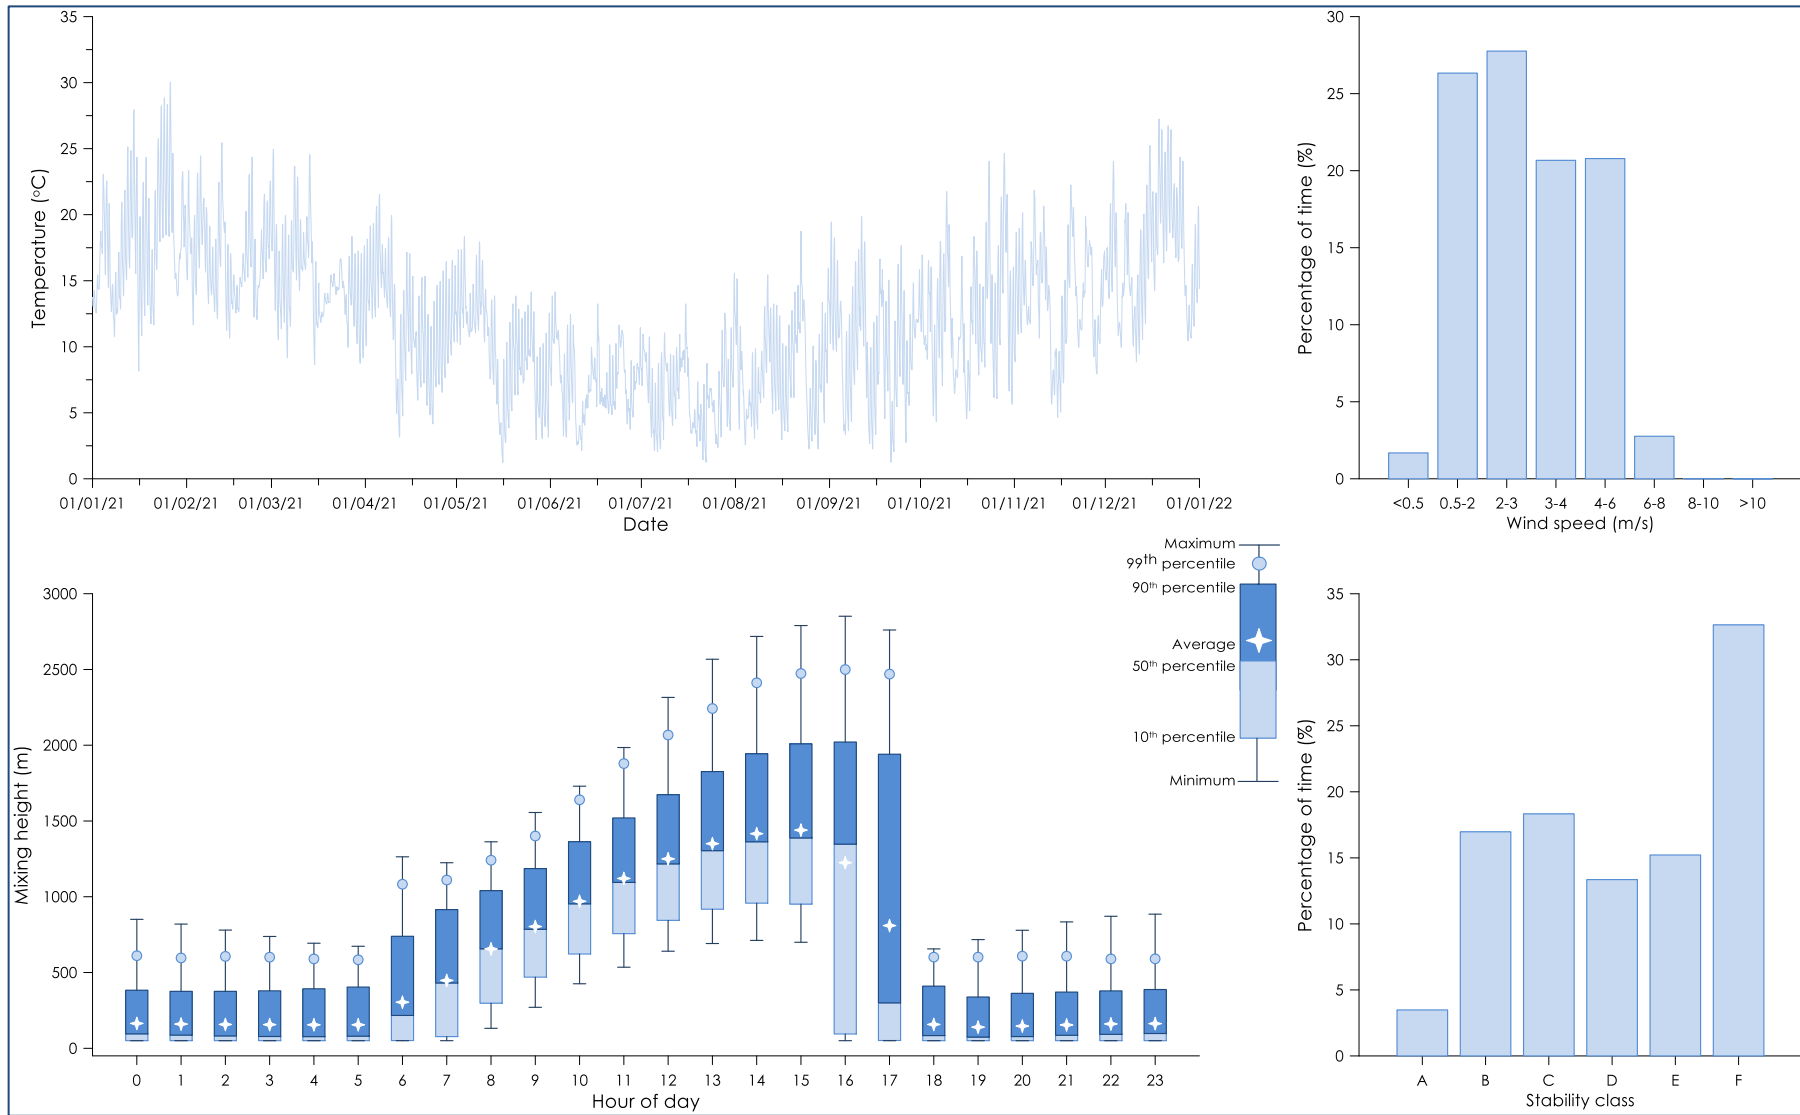 35
30
25
20
15
10
5
0
Temperature (°C)
01/01/21 01/02/21 01/03/21 01/04/21 01/05/21 01/06/21 01/07/21 01/08/21 01/09/21 01/10/21 01/11/21 01/12/21 01/01/22
Date
30
25
20
15
10
5
0
Percentage of time (%)
<0.5 0.5-2 2-3 3-4 4-6 6-8 8-10 >10
Wind speed (m/s)
3000
2500
2000
1500
1000
500
0
Mixing height (m)
0 1 2 3 4 5 6 7 8 9 10 11 12 13 14 15 16 17 18 19 20 21 22 23
Hour of day
Maximum
99th percentile
90th percentile
Average
50th percentile
10th percentile
Minimum
35
30
25
20
15
10
5
0
Percentage of time (%)
A B C D E F
Stability class